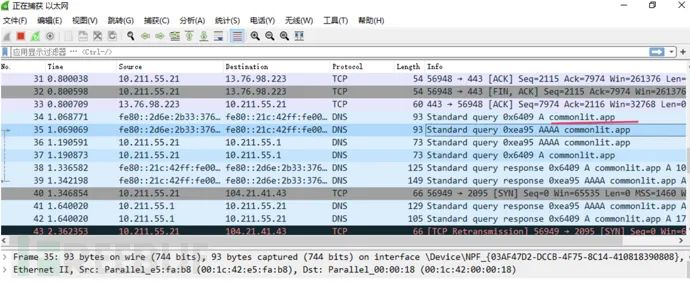 正在捕获 以太网
文件(F) 编辑(E) 视图(V) 跳转(G) 捕获(C) 分析(A) 统计(S) 电话(Y) 无线(W) 工具(T) 帮助(H)
应用显示过滤器 … <Ctrl-/>
No. Time Source Destination Protocol Length Info
31 0.800038 10.211.55.21 13.76.98.223 TCP 54 56948 → 443 [ACK] Seq=2115 Ack=7974 Win=261376 Len=
32 0.800598 10.211.55.21 13.76.98.223 TCP 54 56948 → 443 [FIN, ACK] Seq=2115 Ack=7974 Win=26137
33 0.800709 13.76.98.223 10.211.55.21 TCP 60 443 → 56948 [ACK] Seq=7974 Ack=2116 Win=32768 Len=0
34 1.068771 fe80::2d6e:2b33:376… fe80::21c:42ff:fe00… DNS 93 Standard query 0x6409 A commonlit.app
35 1.069069 fe80::2d6e:2b33:376… fe80::21c:42ff:fe00… DNS 93 Standard query 0xea95 AAAA commonlit.app
36 1.190591 10.211.55.21 10.211.55.1 DNS 73 Standard query 0xea95 AAAA commonlit.app
37 1.190873 10.211.55.21 10.211.55.1 DNS 73 Standard query 0x6409 A commonlit.app
38 1.336582 fe80::21c:42ff:fe00… fe80::2d6e:2b33:376… DNS 125 Standard query response 0x6409 A commonlit.app A 10
39 1.342198 fe80::21c:42ff:fe00… fe80::2d6e:2b33:376… DNS 149 Standard query response 0xea95 AAAA commonlit.app A
40 1.346854 10.211.55.21 104.21.41.43 TCP 66 56949 → 2095 [SYN] Seq=0 Win=65535 Len=0 MSS=1460 W
41 1.640020 10.211.55.1 10.211.55.21 DNS 129 Standard query response 0xea95 AAAA commonlit.app A
42 1.640022 10.211.55.1 10.211.55.21 DNS 105 Standard query response 0x6409 A commonlit.app A 17
43 2.362353 10.211.55.21 104.21.41.43 TCP 66 [TCP Retransmission] 56949 → 2095 [SYN] Seq=0 Win=6
Frame 35: 93 bytes on wire (744 bits), 93 bytes captured (744 bits) on interface \Device\NPF_{03AF47D2-DCCB-4F75-8C14-410818390808},
Ethernet II, Src: Parallel_e5:fa:b8 (00:1c:42:e5:fa:b8), Dst: Parallel_00:00:18 (00:1c:42:00:00:18)